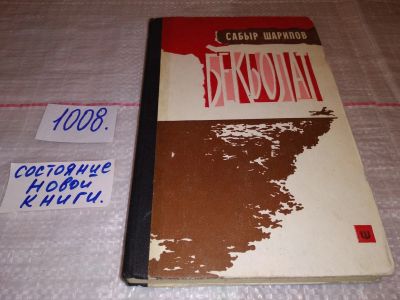 САБЫР ШАРИПОВ
БЕКБОЛАТ
1008.
состояние
новой
книги.